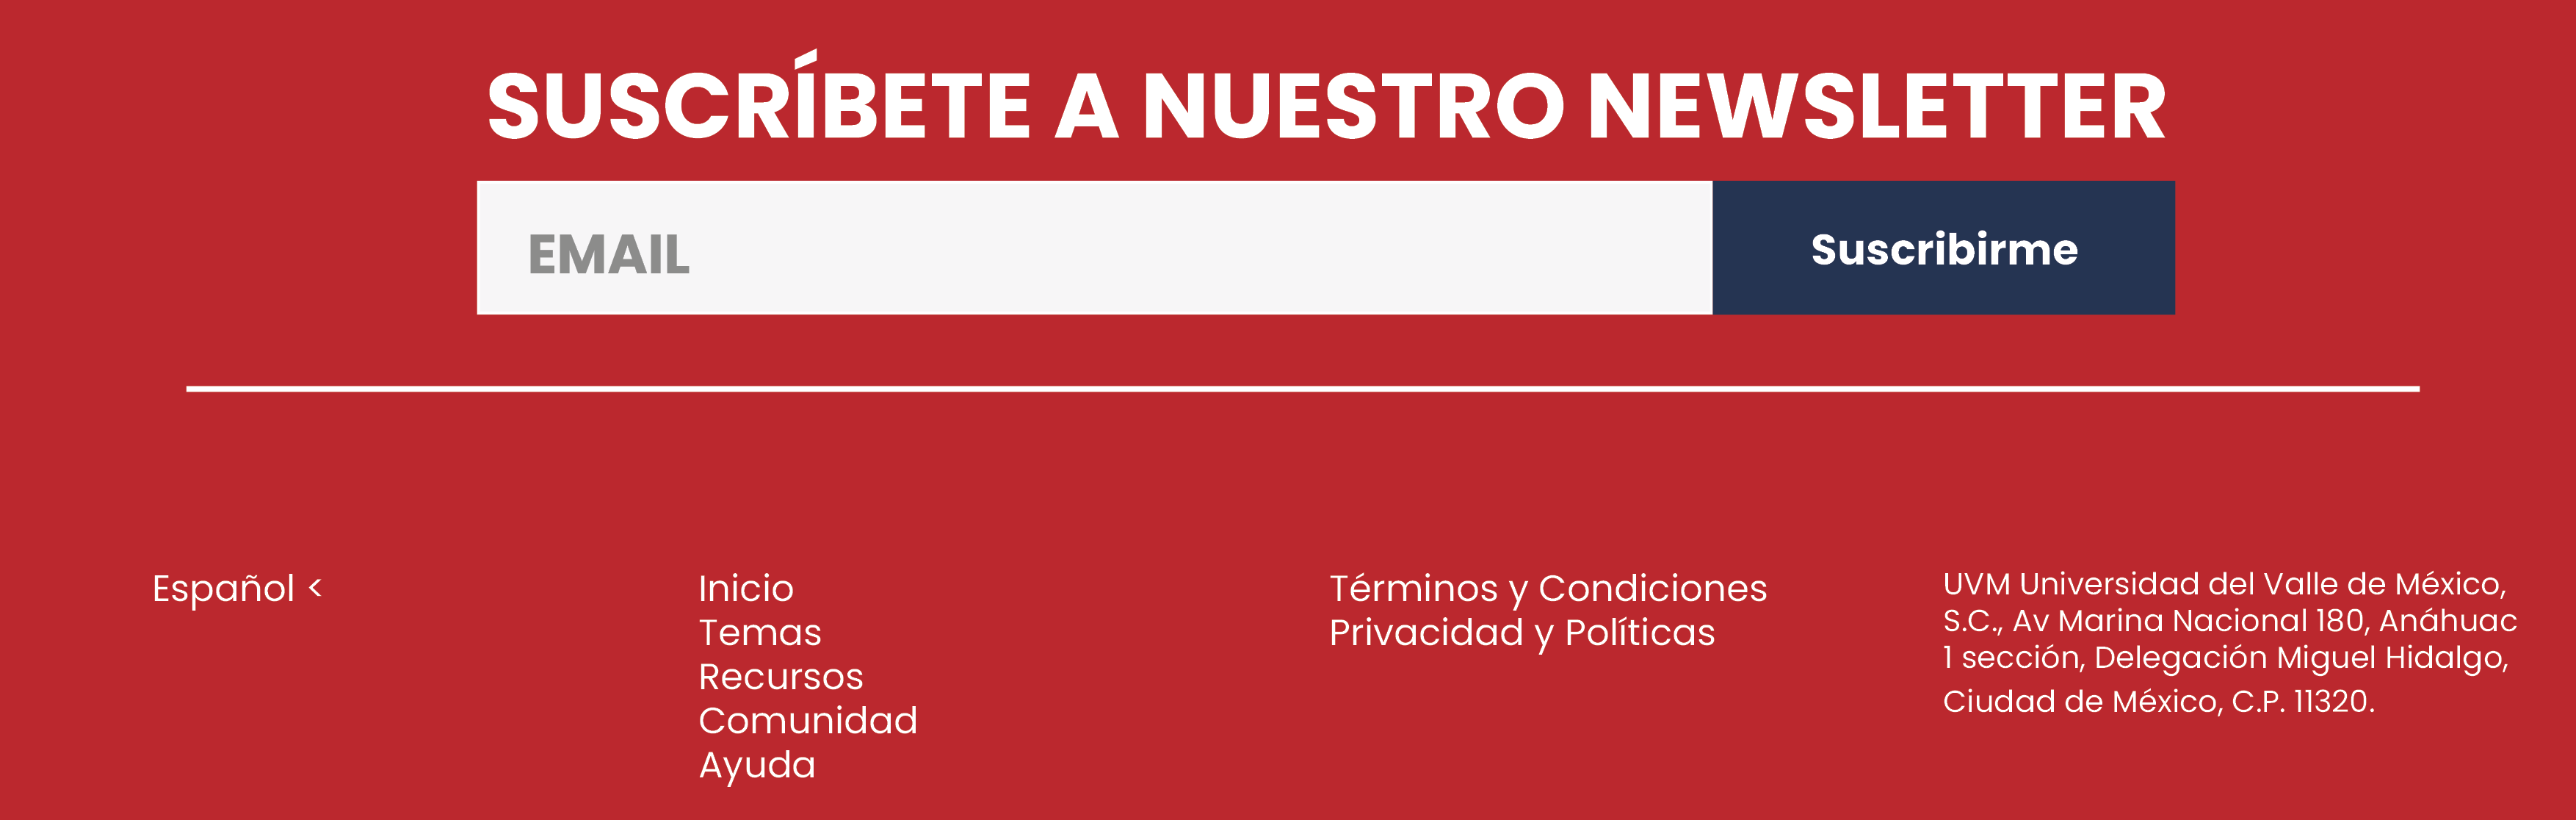 SUSCRÍBETE A NUESTRO NEWSLETTER
EMAIL
Suscribirme
Español <
Inicio
Temas
Recursos
Comunidad
Ayuda
Términos y Condiciones
Privacidad y Políticas
UVM Universidad del Valle de México,
S.C., Av Marina Nacional 180, Anáhuac
1 sección, Delegación Miguel Hidalgo,
Ciudad de México, C.P. 11320.